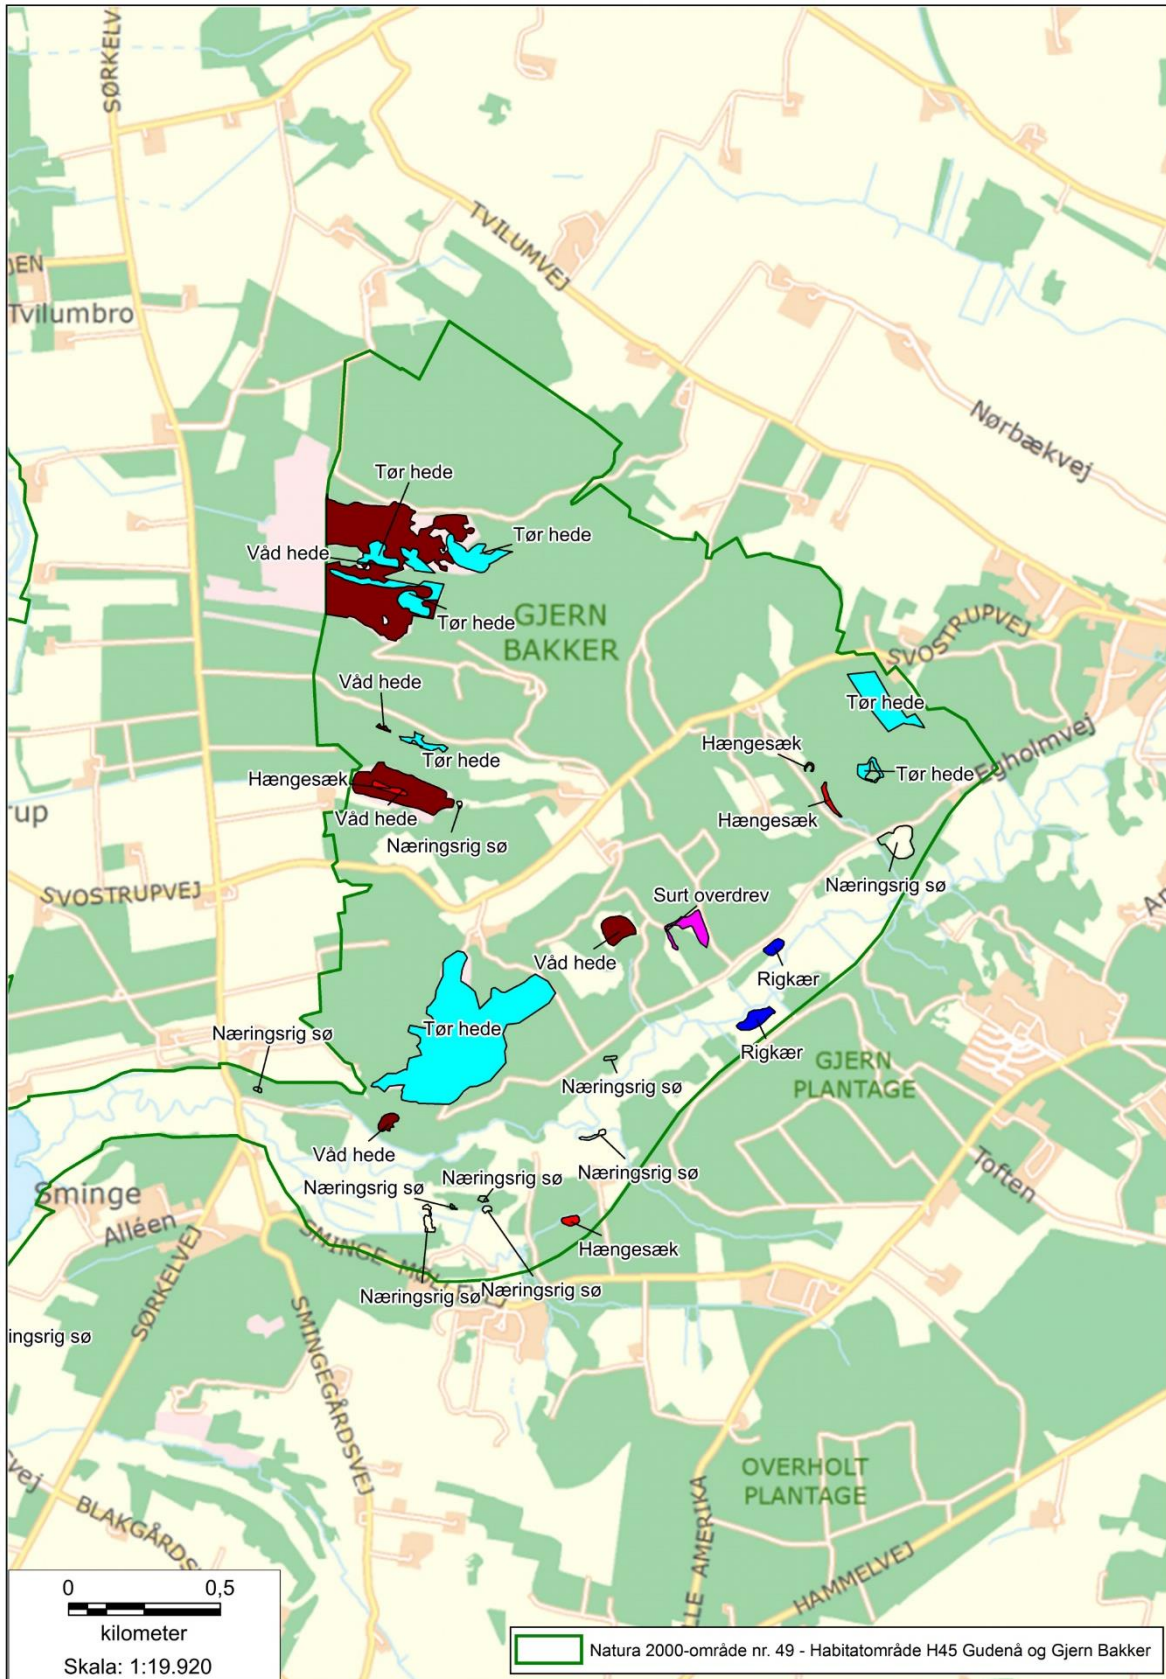 SØRKELV
TVILUMVEJ
JEN
Tvilumbro
Nørbækvej
Tør hede
Tør hede
Våd hede
GJERN
BAKKER
Tør hede
SVOSTRUPVEJ
Våd hede
Tør hede
Tør hede
Hængesæk
Egholmvej
Tør hede
Hængesæk
Våd hede
Hængesæk
rup
Næringsrig sø
SVOSTRUPVEJ
Næringsrig sø
Surt overdrev
Våd hede
Rigkær
Tør hede
Næringsrig sø
Rigkær
GJERN
PLANTAGE
Næringsrig sø
Våd hede
Toften
Næringsrig sø
Næringsrig sø
Næringsrig sø
Sminge
Alléen
Hængesæk
Næringsrig sø
Næringsrig sø
SØRKELVEJ
ingsrig sø
SMINGEGÅRDSVEJ
OVERHOLT
PLANTAGE
vej
BLAKGÅRDS
LLE AMERIKA
HAMMELVEJ
0 0,5
kilometer
Skala: 1:19.920
Natura 2000-område nr. 49 - Habitatområde H45 Gudenå og Gjern Bakker